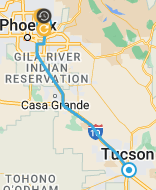 Phoenix
GILA RIVER
INDIAN
RESERVATION
Casa Grande
10
Tucson
TOHONO
O'ODHAM